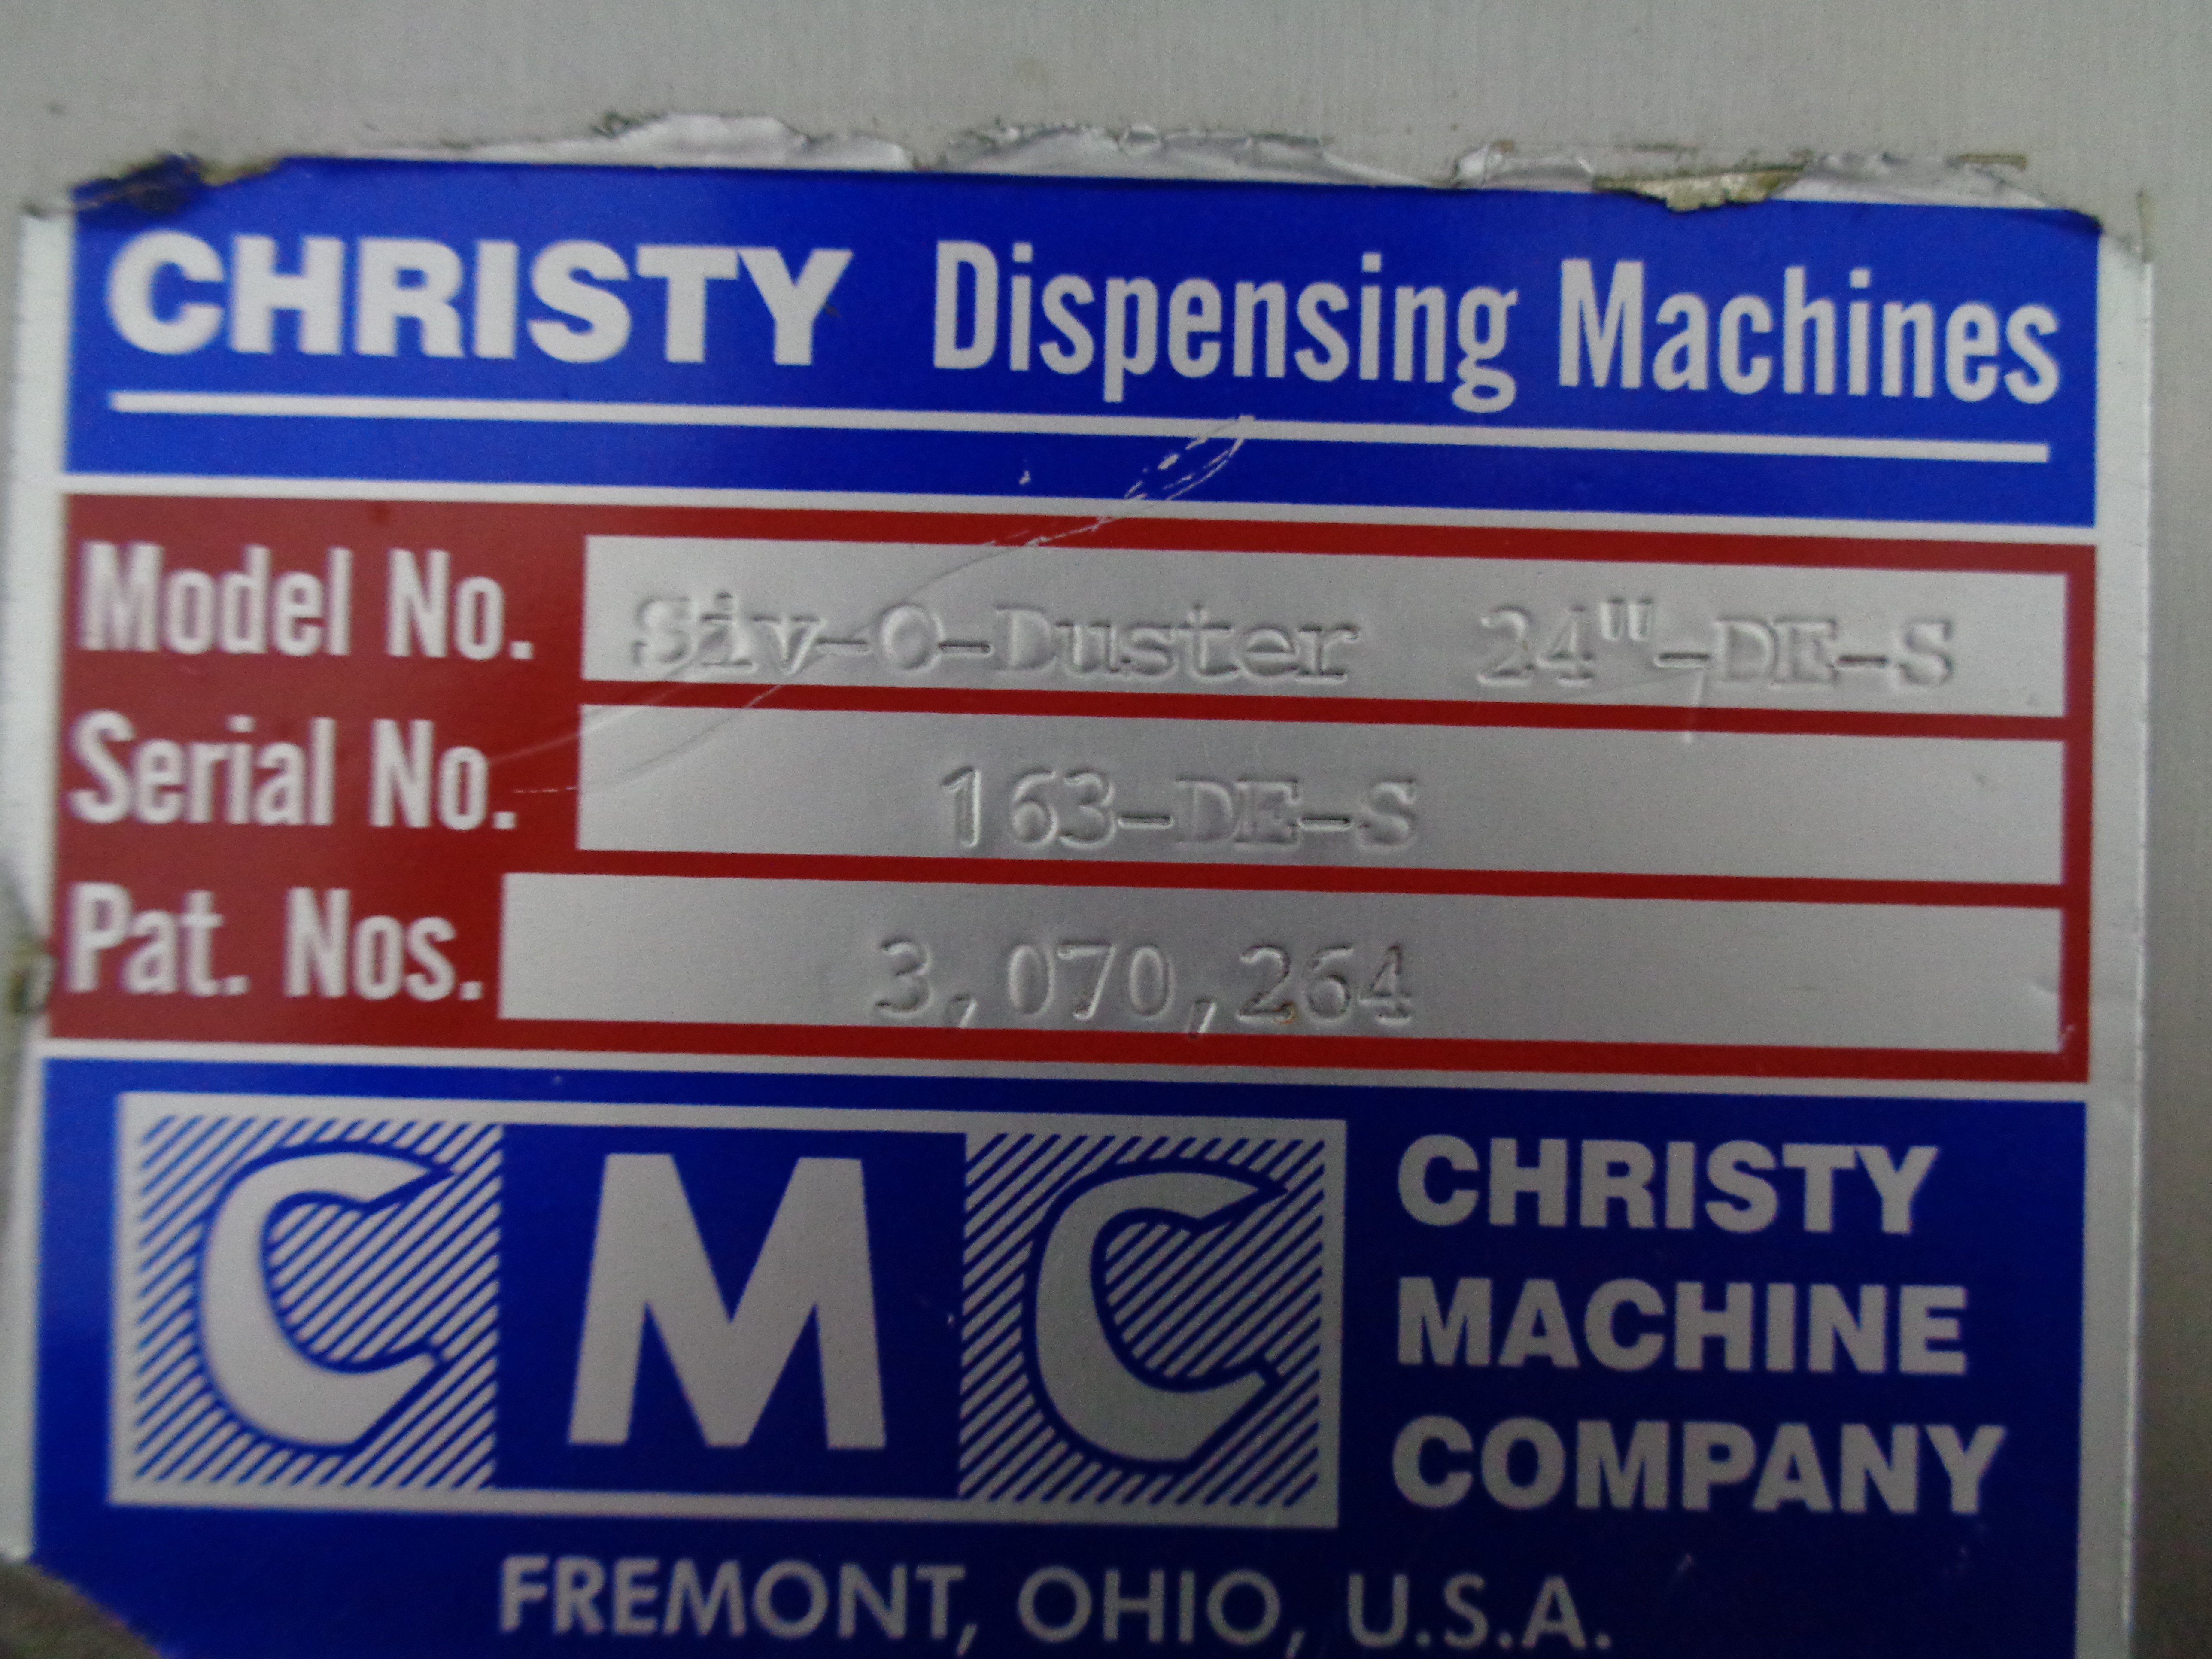 CHRISTY Dispensing Machines
Model No. Siv-O-Duster 24"-DE-S
Serial No. 163-DE-S
Pat. Nos. 3,070,264
CMC
CHRISTY
MACHINE
COMPANY
FREMONT, OHIO, U.S.A.